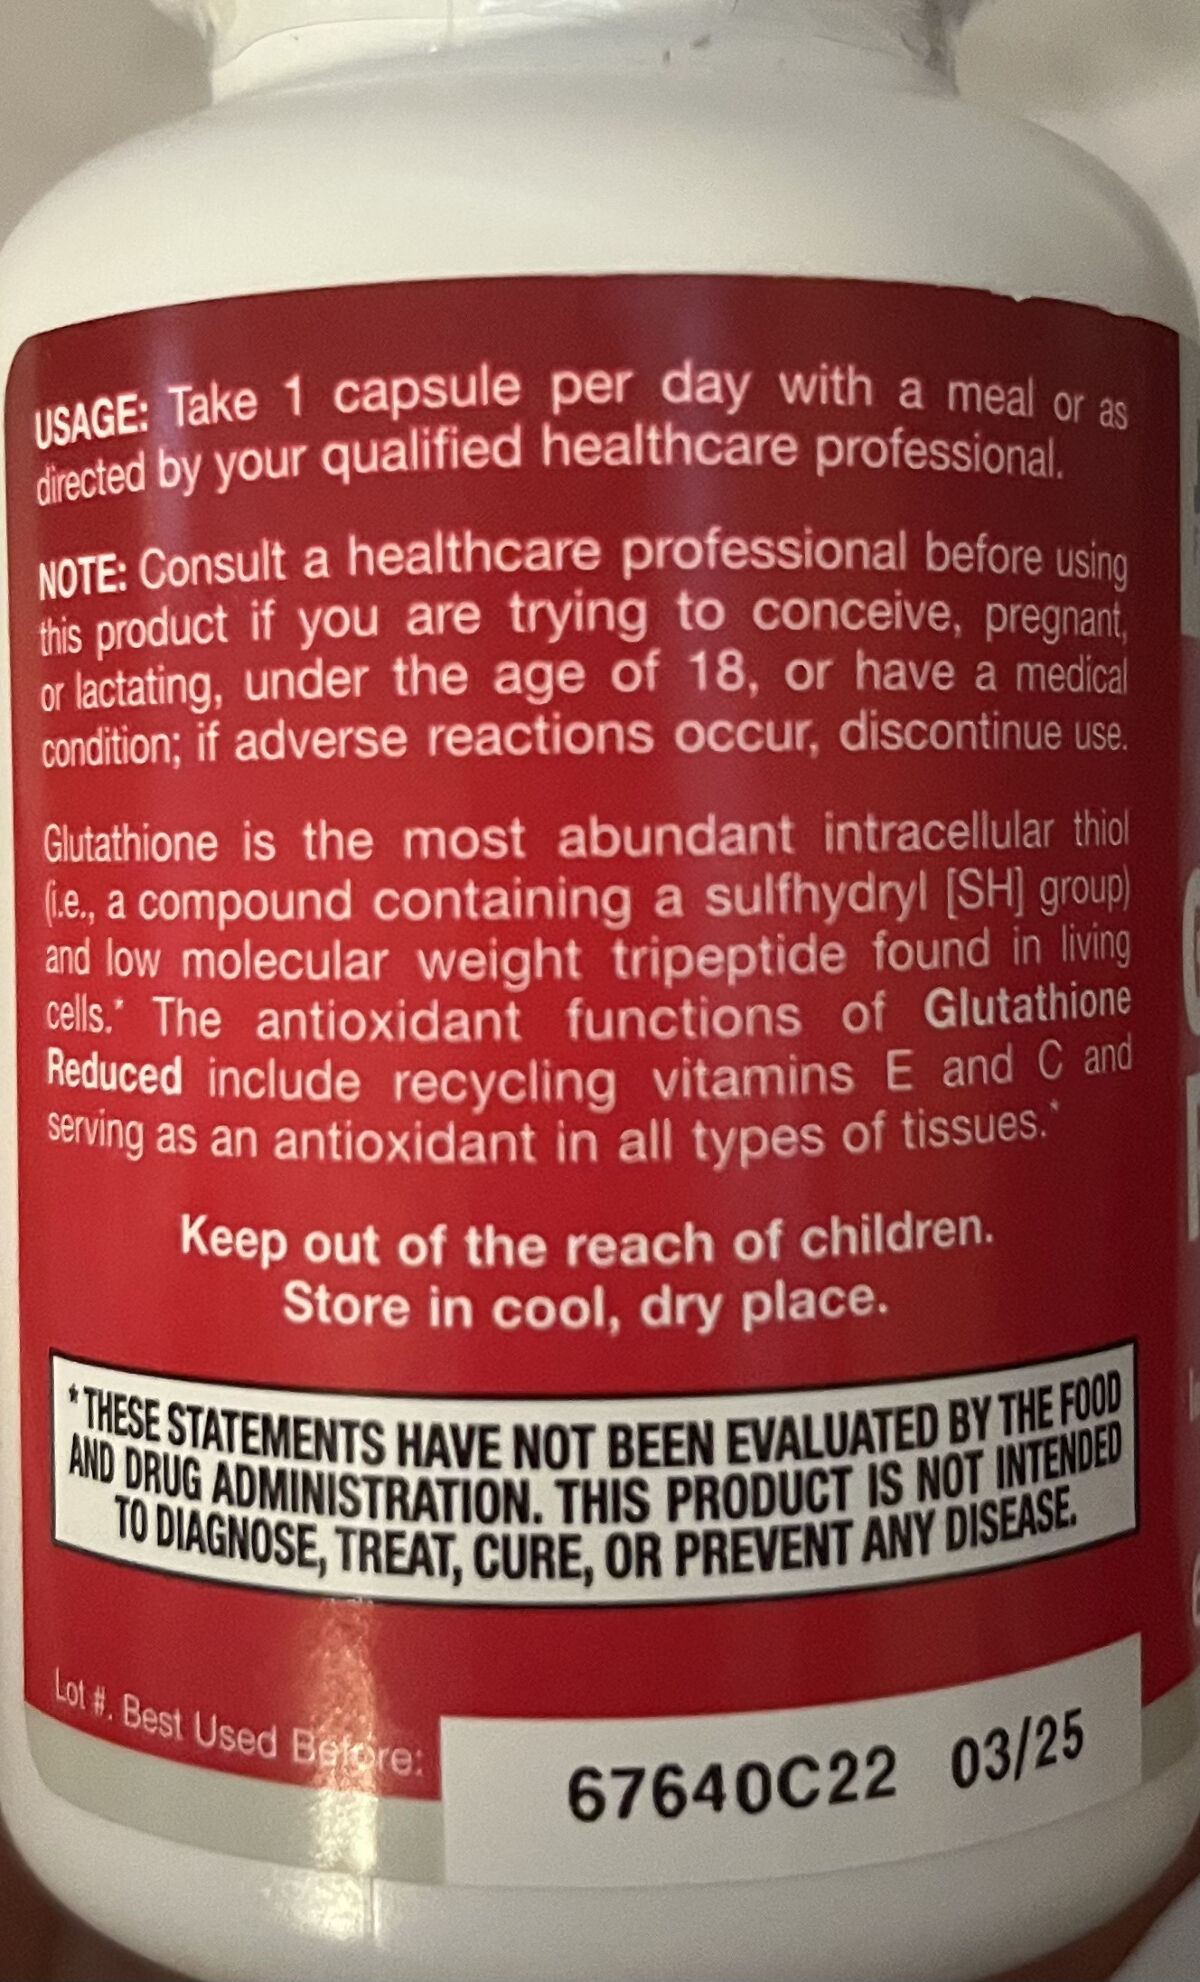 USAGE: Take 1 capsule per day with a meal or as
directed by your qualified healthcare professional.
NOTE: Consult a healthcare professional before using
this product if you are trying to conceive, pregnant,
or lactating, under the age of 18, or have a medical
condition; if adverse reactions occur, discontinue use.
Glutathione is the most abundant intracellular thiol
(i.e., a compound containing a sulfhydryl [SH] group)
and low molecular weight tripeptide found in living
cells.* The antioxidant functions of Glutathione
Reduced include recycling vitamins E and C and
serving as an antioxidant in all types of tissues.*
Keep out of the reach of children.
Store in cool, dry place.
*THESE STATEMENTS HAVE NOT BEEN EVALUATED BY THE FOOD
AND DRUG ADMINISTRATION. THIS PRODUCT IS NOT INTENDED
TO DIAGNOSE, TREAT, CURE, OR PREVENT ANY DISEASE.
Lot #. Best Used Before:
67640C22 03/25